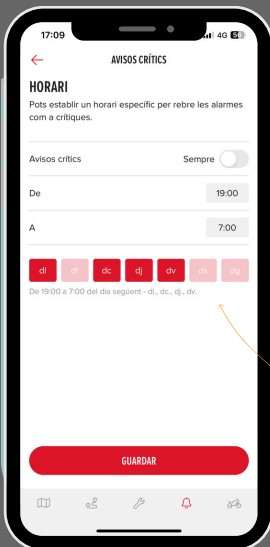 17:09
4G
AVISOS CRÍTICS
HORARI
Pots establir un horari específic per rebre les alarmes
com a crítiques.
Avisos crítics Sempre
De 19:00
A 7:00
dl dt dc dj dv ds dg
De 19:00 a 7:00 del dia següent - dl., dc., dj., dv.
GUARDAR